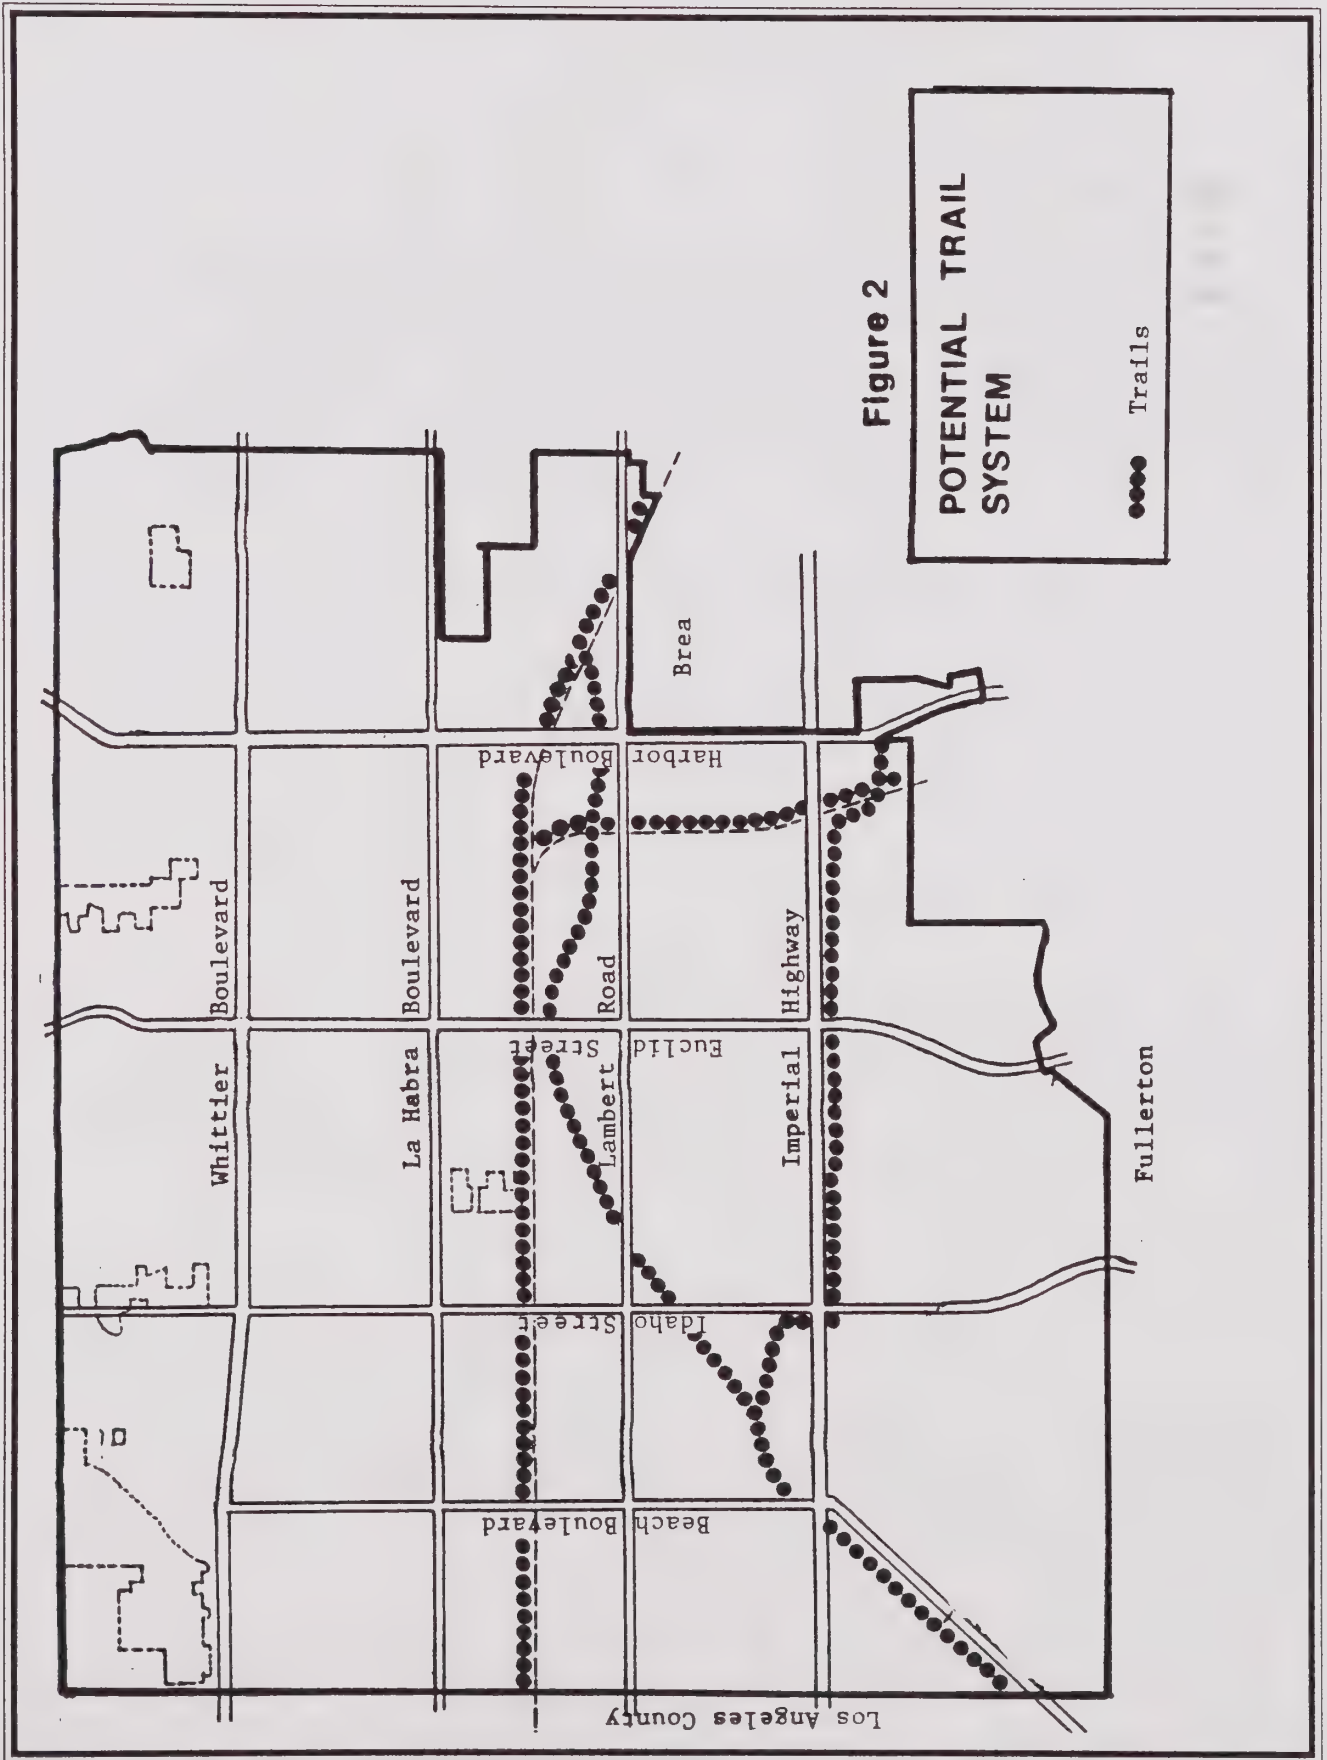 Figure 2
POTENTIAL TRAIL
SYSTEM
Trails
Whittier Boulevard
La Habra Boulevard
Lambert Road
Imperial Highway
Los Angeles County
Beach Boulevard
Idaho Street
Euclid Street
Harbor Boulevard
Brea
Fullerton